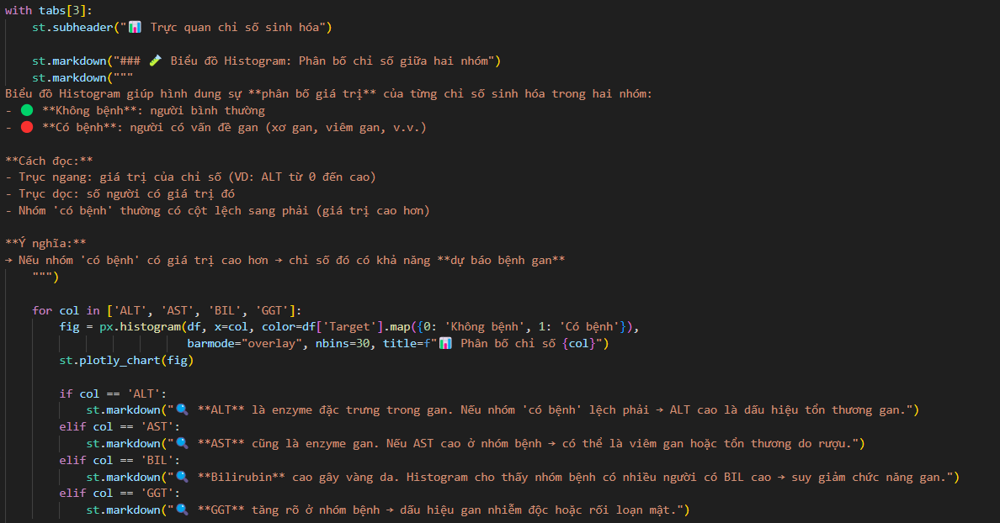 with tabs[3]:
    st.subheader("📊 Trực quan chỉ số sinh hóa")

    st.markdown("### 🧪 Biểu đồ Histogram: Phân bố chỉ số giữa hai nhóm")
    st.markdown("""
Biểu đồ Histogram giúp hình dung sự **phân bố giá trị** của từng chỉ số sinh hóa trong hai nhóm:
- 🟢 **Không bệnh**: người bình thường
- 🔴 **Có bệnh**: người có vấn đề gan (xơ gan, viêm gan, v.v.)

**Cách đọc:**
- Trục ngang: giá trị của chỉ số (VD: ALT từ 0 đến cao)
- Trục dọc: số người có giá trị đó
- Nhóm 'có bệnh' thường có cột lệch sang phải (giá trị cao hơn)

**Ý nghĩa:**
→ Nếu nhóm 'có bệnh' có giá trị cao hơn → chỉ số đó có khả năng **dự báo bệnh gan**
    """)

    for col in ['ALT', 'AST', 'BIL', 'GGT']:
        fig = px.histogram(df, x=col, color=df['Target'].map({0: 'Không bệnh', 1: 'Có bệnh'}),
                           barmode="overlay", nbins=30, title=f"📊 Phân bố chỉ số {col}")
        st.plotly_chart(fig)

        if col == 'ALT':
            st.markdown("🔍 **ALT** là enzyme đặc trưng trong gan. Nếu nhóm 'có bệnh' lệch phải → ALT cao là dấu hiệu tổn thương gan.")
        elif col == 'AST':
            st.markdown("🔍 **AST** cũng là enzyme gan. Nếu AST cao ở nhóm bệnh → có thể là viêm gan hoặc tổn thương do rượu.")
        elif col == 'BIL':
            st.markdown("🔍 **Bilirubin** cao gây vàng da. Histogram cho thấy nhóm bệnh có nhiều người có BIL cao → suy giảm chức năng gan.")
        elif col == 'GGT':
            st.markdown("🔍 **GGT** tăng rõ ở nhóm bệnh → dấu hiệu gan nhiễm độc hoặc rối loạn mật.")